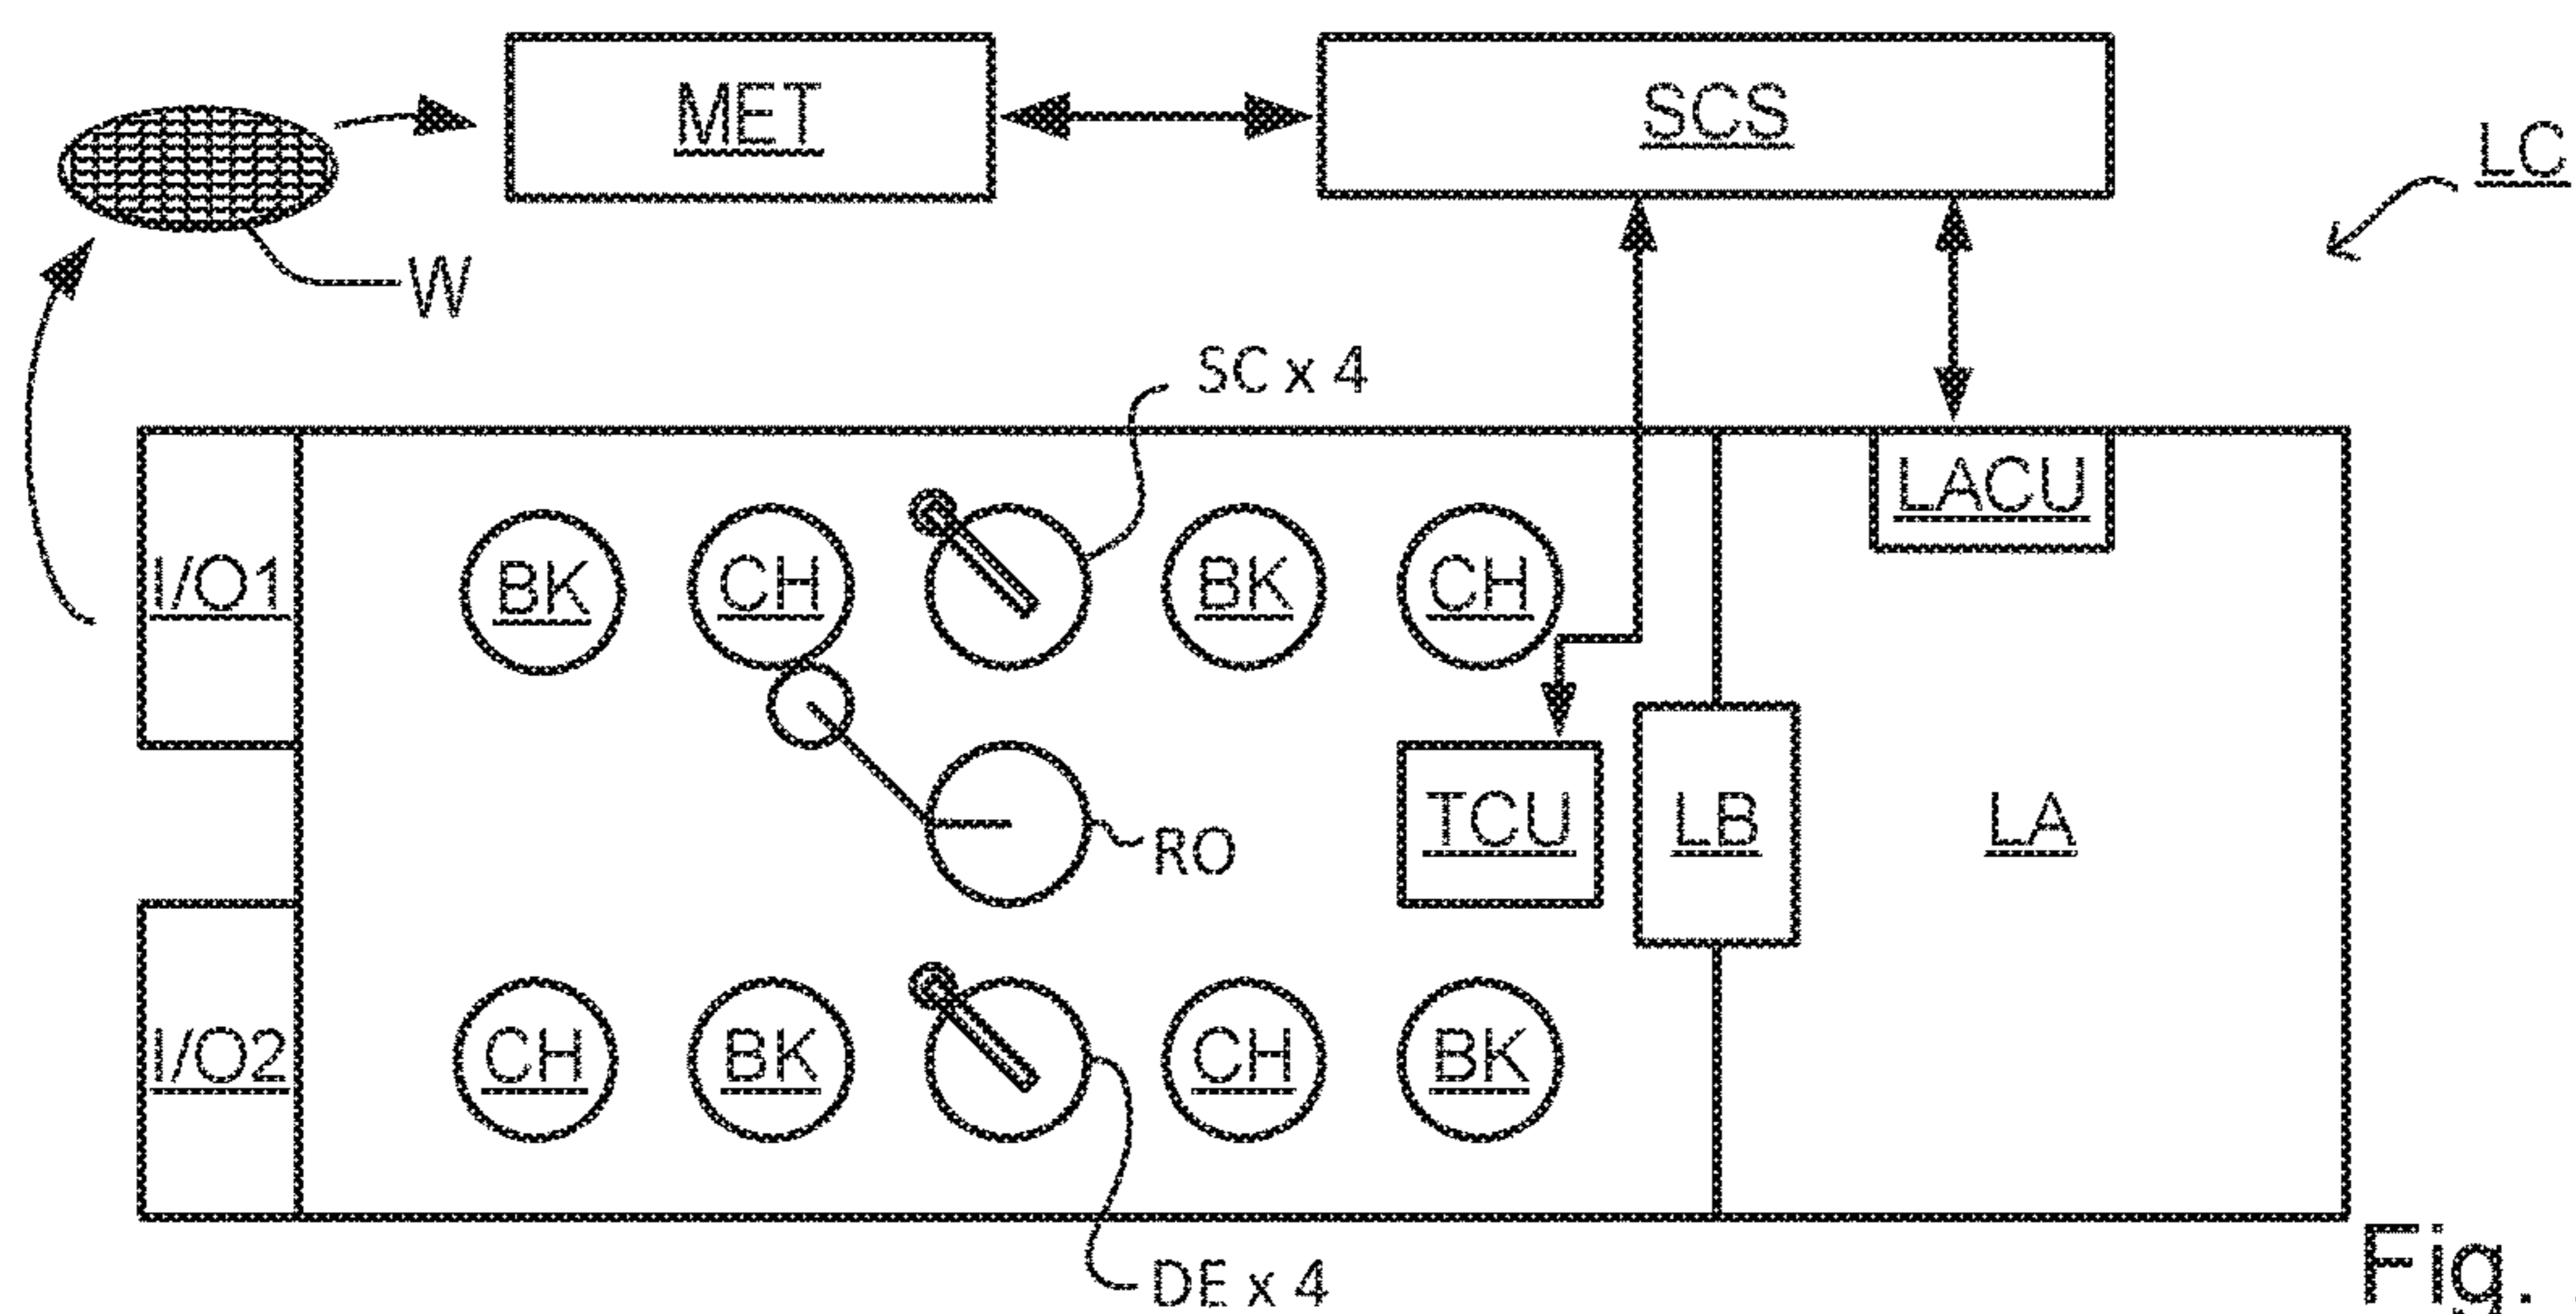 MET
SCS
LC
W
SC x 4
LACU
I/O1
BK
CH
BK
CH
TCU
LB
LA
RO
I/O2
CH
BK
CH
BK
DE x 4
Fig.